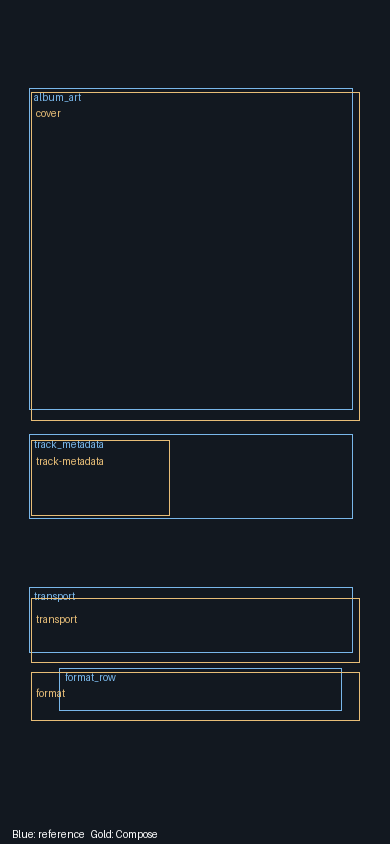 album_art
cover
track_metadata
track-metadata
transport
transport
format_row
format
Blue: reference  Gold: Compose